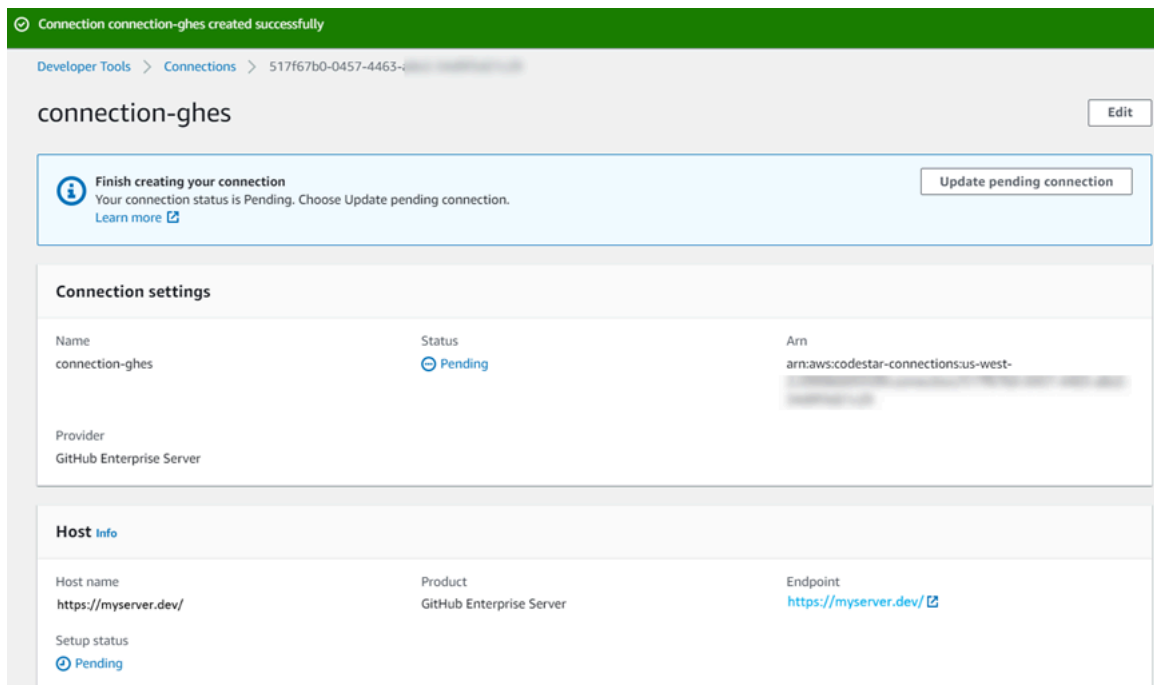 Connection connection-ghes created successfully
Developer Tools > Connections > 517f67b0-0457-4463-
connection-ghes
Edit
Finish creating your connection
Your connection status is Pending. Choose Update pending connection.
Learn more
Update pending connection
Connection settings
Name
connection-ghes
Status
Pending
Arn
arn:aws:codestar-connections:us-west-
Provider
GitHub Enterprise Server
Host Info
Host name
https://myserver.dev/
Product
GitHub Enterprise Server
Endpoint
https://myserver.dev/
Setup status
Pending